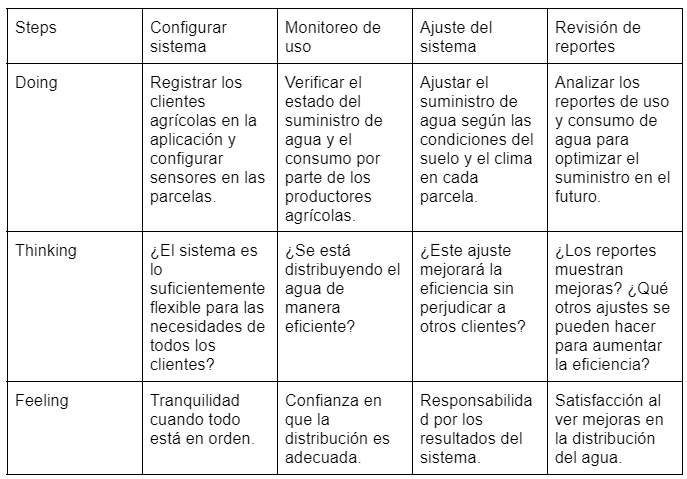 Steps
Configurar
sistema
Monitoreo de
uso
Ajuste del
sistema
Revisión de
reportes
Doing
Registrar los
clientes
agrícolas en la
aplicación y
configurar
sensores en las
parcelas.
Verificar el
estado del
suministro de
agua y el
consumo por
parte de los
productores
agrícolas.
Ajustar el
suministro de
agua según las
condiciones del
suelo y el clima
en cada
parcela.
Analizar los
reportes de uso
y consumo de
agua para
optimizar el
suministro en el
futuro.
Thinking
¿El sistema es
lo
suficientemente
flexible para las
necesidades de
todos los
clientes?
¿Se está
distribuyendo el
agua de
manera
eficiente?
¿Este ajuste
mejorará la
eficiencia sin
perjudicar a
otros clientes?
¿Los reportes
muestran
mejoras? ¿Qué
otros ajustes se
pueden hacer
para aumentar
la eficiencia?
Feeling
Tranquilidad
cuando todo
está en orden.
Confianza en
que la
distribución es
adecuada.
Responsabilida
d por los
resultados del
sistema.
Satisfacción al
ver mejoras en
la distribución
del agua.